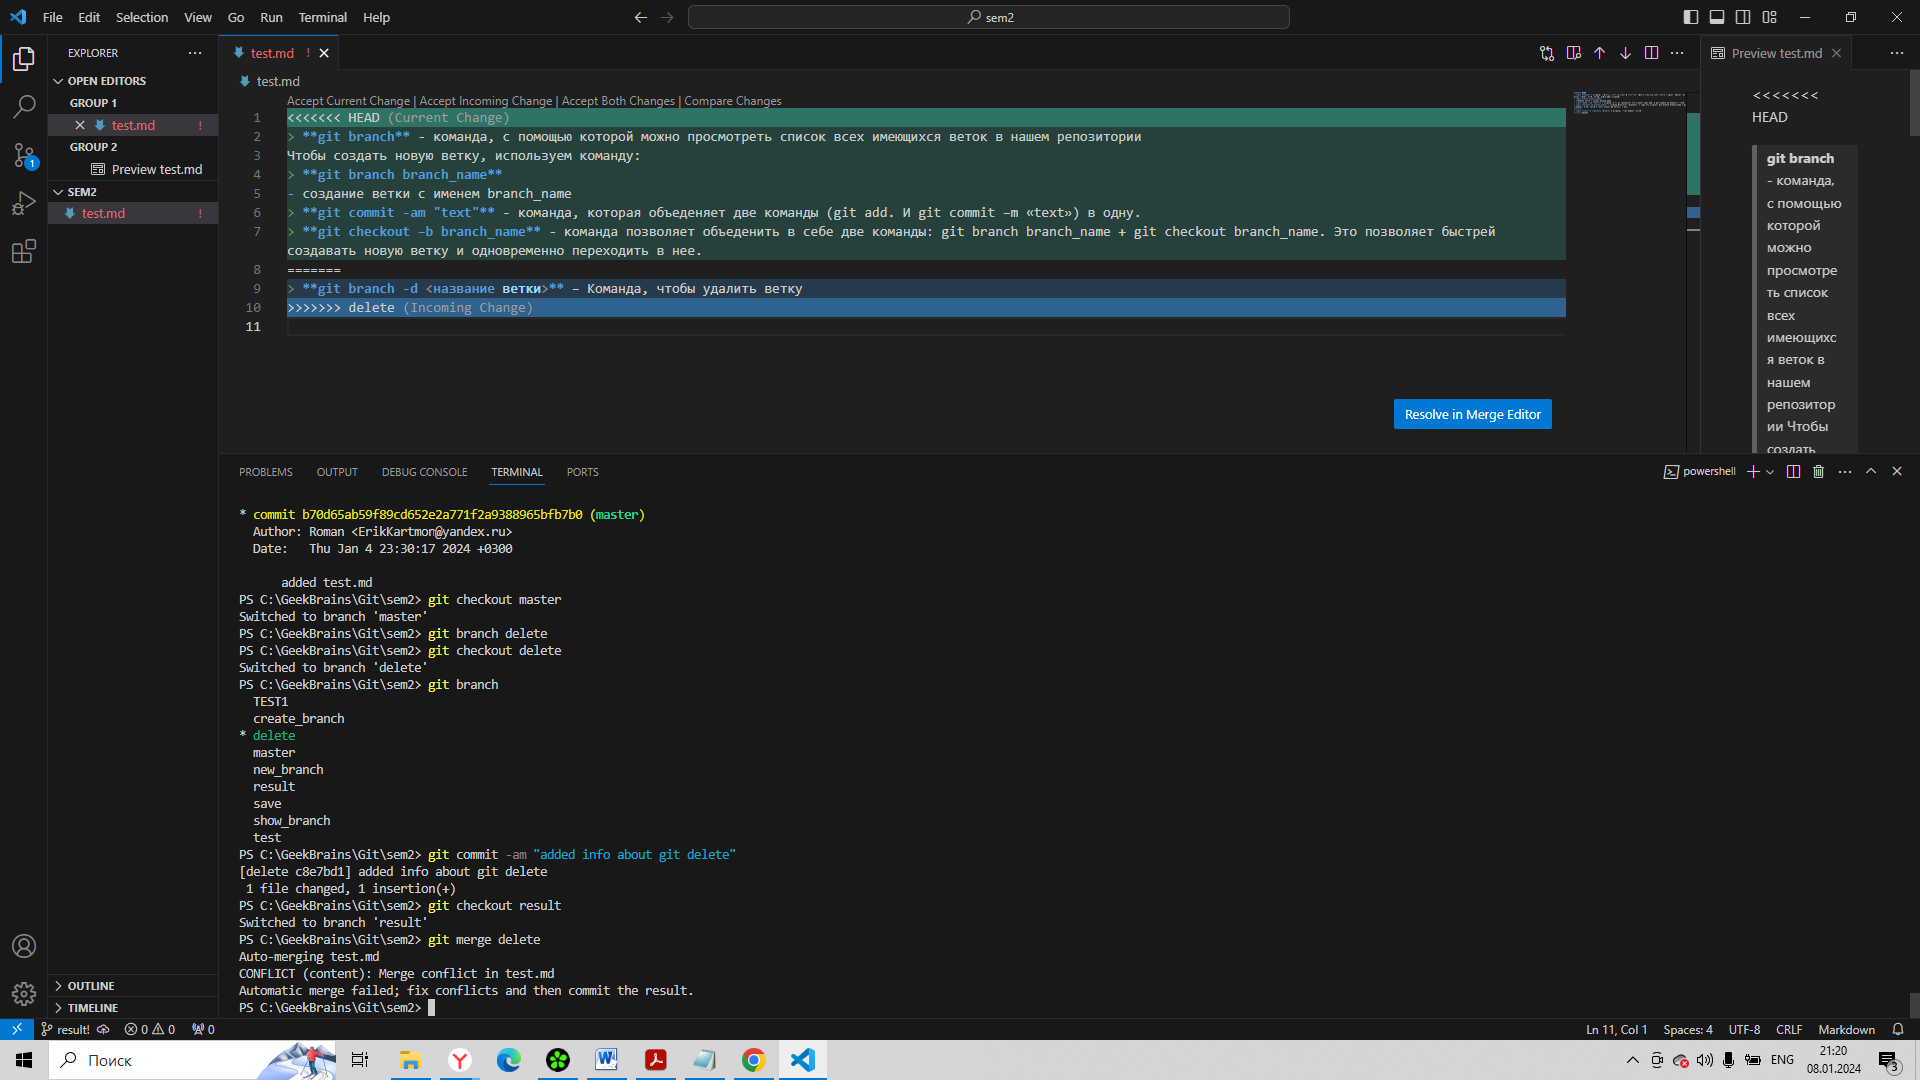 File Edit Selection View Go Run Terminal Help
sem2
EXPLORER
OPEN EDITORS
GROUP 1
test.md !
GROUP 2
Preview test.md
SEM2
test.md !
OUTLINE
TIMELINE
test.md !
test.md
Accept Current Change | Accept Incoming Change | Accept Both Changes | Compare Changes
1 <<<<<<< HEAD (Current Change)
2 > **git branch** - команда, с помощью которой можно просмотреть список всех имеющихся веток в нашем репозитории
3 Чтобы создать новую ветку, используем команду:
4 > **git branch branch_name**
5 - создание ветки с именем branch_name
6 > **git commit -am "text"** - команда, которая объеденяет две команды (git add. И git commit –m «text») в одну.
7 > **git checkout –b branch_name** - команда позволяет объеденить в себе две команды: git branch branch_name + git checkout branch_name. Это позволяет быстрей
создавать новую ветку и одновременно переходить в нее.
8 =======
9 > **git branch -d <название ветки>** – Команда, чтобы удалить ветку
10 >>>>>>> delete (Incoming Change)
11
Resolve in Merge Editor
Preview test.md
<<<<<<<
HEAD
git branch
- команда,
с помощью
которой
можно
просмотре
ть список
всех
имеющихс
я веток в
нашем
репозитор
ии Чтобы
создать
PROBLEMS OUTPUT DEBUG CONSOLE TERMINAL PORTS
powershell
* commit b70d65ab59f89cd652e2a771f2a9388965bfb7b0 (master)
Author: Roman <ErikKartmon@yandex.ru>
Date: Thu Jan 4 23:30:17 2024 +0300
added test.md
PS C:\GeekBrains\Git\sem2> git checkout master
Switched to branch 'master'
PS C:\GeekBrains\Git\sem2> git branch delete
PS C:\GeekBrains\Git\sem2> git checkout delete
Switched to branch 'delete'
PS C:\GeekBrains\Git\sem2> git branch
TEST1
create_branch
* delete
master
new_branch
result
save
show_branch
test
PS C:\GeekBrains\Git\sem2> git commit -am "added info about git delete"
[delete c8e7bd1] added info about git delete
1 file changed, 1 insertion(+)
PS C:\GeekBrains\Git\sem2> git checkout result
Switched to branch 'result'
PS C:\GeekBrains\Git\sem2> git merge delete
Auto-merging test.md
CONFLICT (content): Merge conflict in test.md
Automatic merge failed; fix conflicts and then commit the result.
PS C:\GeekBrains\Git\sem2>
1
result! 0 0 0
Ln 11, Col 1 Spaces: 4 UTF-8 CRLF Markdown
Поиск
ENG
21:20
08.01.2024
3